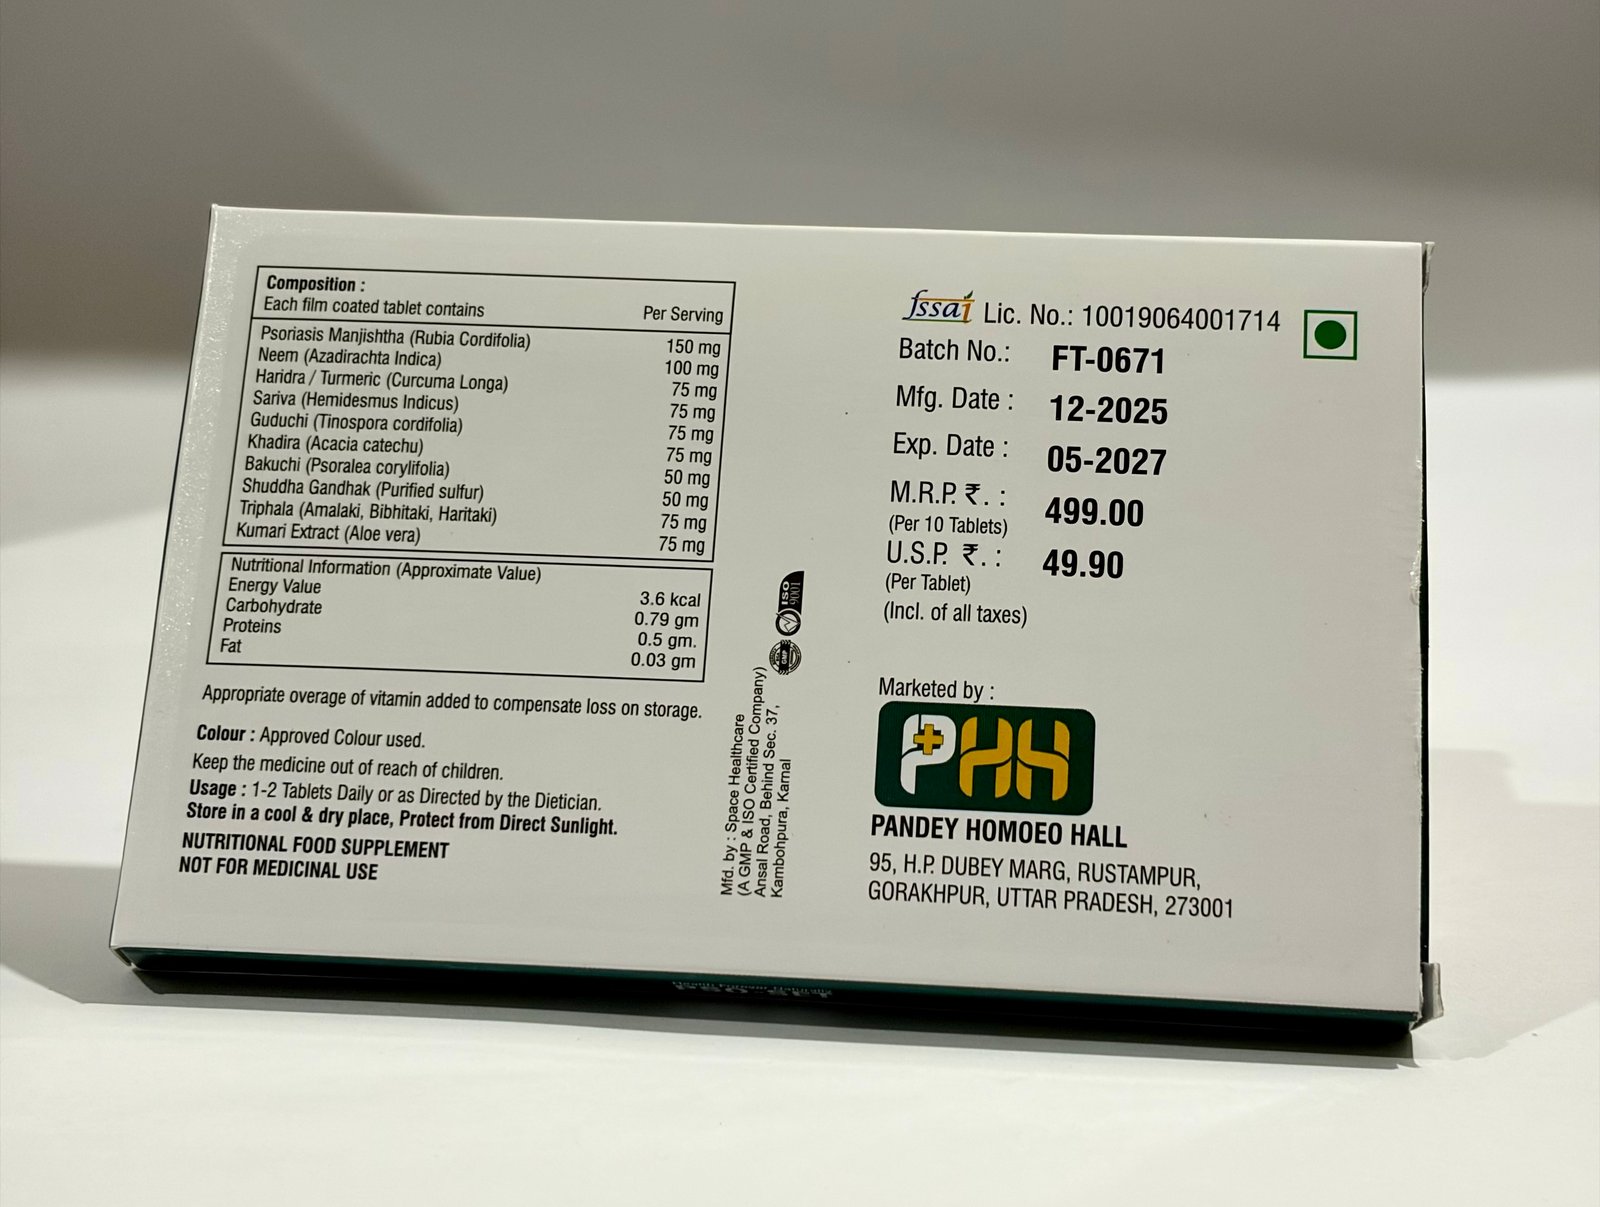 Composition :
Each film coated tablet contains Per Serving
Psoriasis Manjishtha (Rubia Cordifolia) 150 mg
Neem (Azadirachta Indica) 100 mg
Haridra / Turmeric (Curcuma Longa) 75 mg
Sariva (Hemidesmus Indicus) 75 mg
Guduchi (Tinospora cordifolia) 75 mg
Khadira (Acacia catechu) 75 mg
Bakuchi (Psoralea corylifolia) 50 mg
Shuddha Gandhak (Purified sulfur) 50 mg
Triphala (Amalaki, Bibhitaki, Haritaki) 75 mg
Kumari Extract (Aloe vera) 75 mg
Nutritional Information (Approximate Value)
Energy Value 3.6 kcal
Carbohydrate 0.79 gm
Proteins 0.5 gm.
Fat 0.03 gm
Appropriate overage of vitamin added to compensate loss on storage.
Colour : Approved Colour used.
Keep the medicine out of reach of children.
Usage : 1-2 Tablets Daily or as Directed by the Dietician.
Store in a cool & dry place, Protect from Direct Sunlight.
NUTRITIONAL FOOD SUPPLEMENT
NOT FOR MEDICINAL USE
Mfd. by : Space Healthcare
(A GMP & ISO Certified Company)
Ansal Road, Behind Sec. 37,
Kambohpura, Karnal
GMP
ISO
9001
fssai Lic. No.: 10019064001714
Batch No.: FT-0671
Mfg. Date : 12-2025
Exp. Date : 05-2027
M.R.P. ₹. : 499.00
(Per 10 Tablets)
U.S.P. ₹. : 49.90
(Per Tablet)
(Incl. of all taxes)
Marketed by :
PHH
PANDEY HOMOEO HALL
95, H.P. DUBEY MARG, RUSTAMPUR,
GORAKHPUR, UTTAR PRADESH, 273001